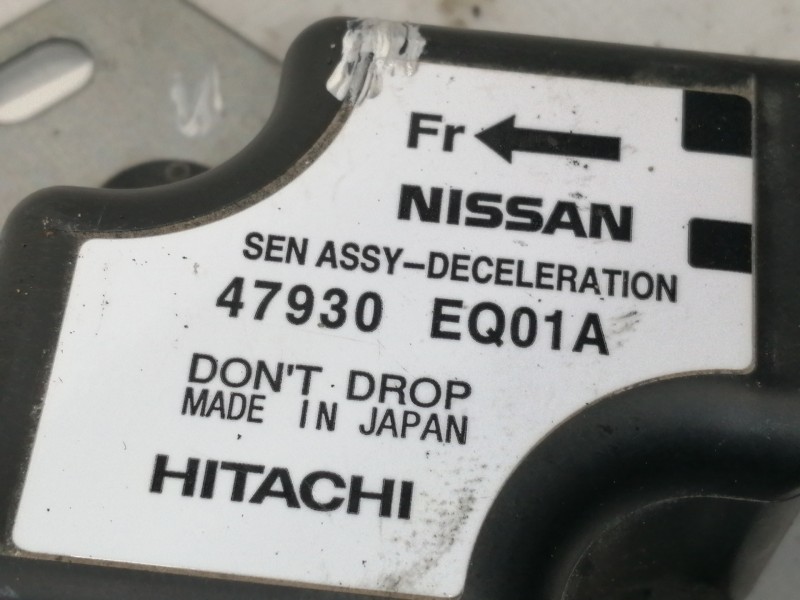 Fr
NISSAN
SEN ASSY-DECELERATION
47930 EQ01A
DON'T DROP
MADE IN JAPAN
HITACHI